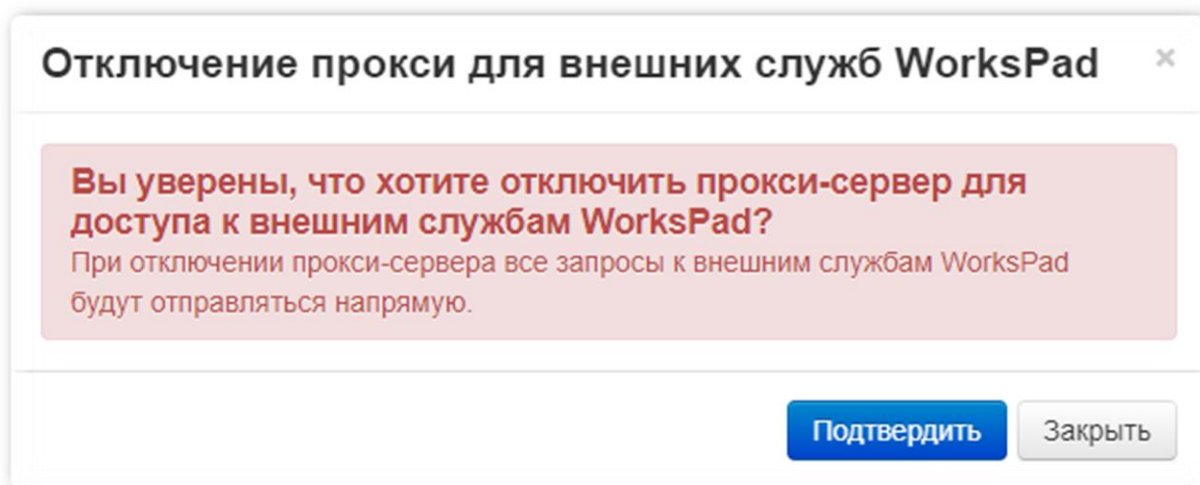 Отключение прокси для внешних служб WorksPad ×
Вы уверены, что хотите отключить прокси-сервер для
доступа к внешним службам WorksPad?
При отключении прокси-сервера все запросы к внешним службам WorksPad
будут отправляться напрямую.
Подтвердить Закрыть